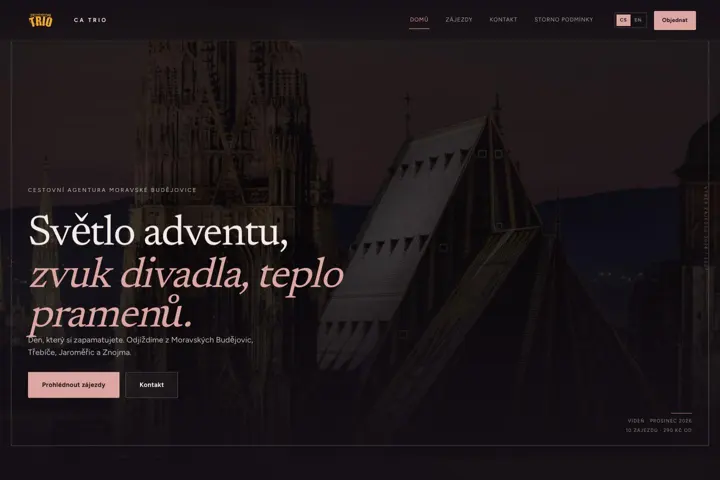 TRIO
CA TRIO
DOMŮ
ZÁJEZDY
KONTAKT
STORNO PODMÍNKY
CS
EN
Objednat
CESTOVNÍ AGENTURA MORAVSKÉ BUDĚJOVICE
Světlo adventu,
zvuk divadla, teplo
pramenů.
Den, který si zapamatujete. Odjíždíme z Moravských Budějovic,
Třebíče, Jaroměřic a Znojma.
Prohlédnout zájezdy
Kontakt
VÍDEŇ · PROSINEC 2026
10 ZÁJEZDŮ · 290 KČ OD